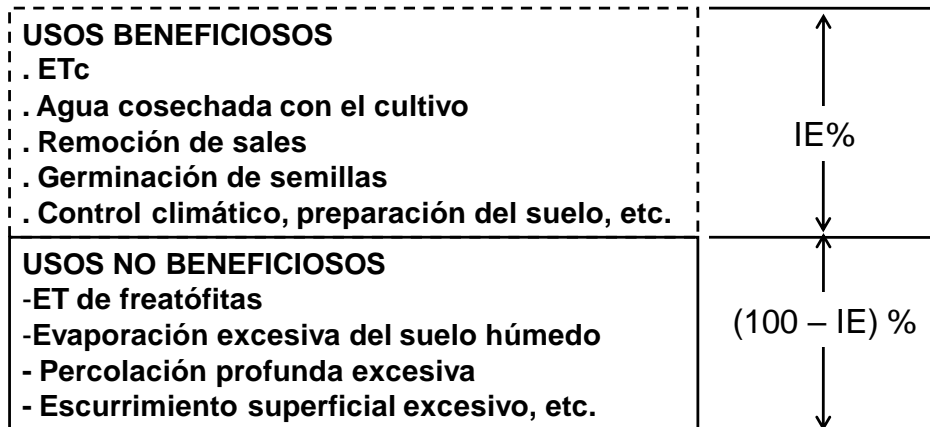 USOS BENEFICIOSOS
. ETc
. Agua cosechada con el cultivo
. Remoción de sales
. Germinación de semillas
. Control climático, preparación del suelo, etc.
IE%
USOS NO BENEFICIOSOS
-ET de freatófitas
-Evaporación excesiva del suelo húmedo
- Percolación profunda excesiva
- Escurrimiento superficial excesivo, etc.
(100 – IE) %